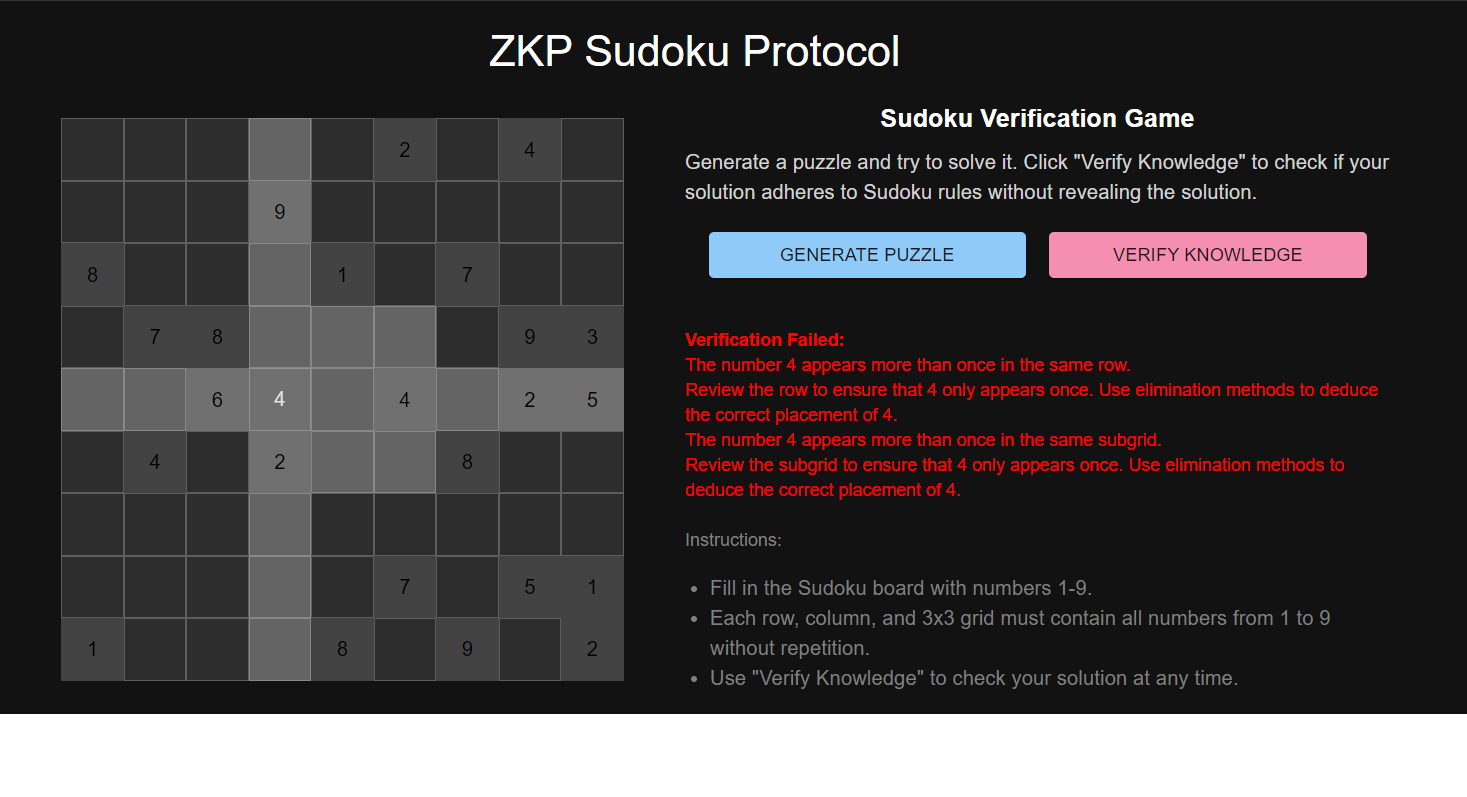 ZKP Sudoku Protocol
2 4
9
8 1 7
7 8 9 3
6 4 4 2 5
4 2 8
7 5 1
1 8 9 2
Sudoku Verification Game
Generate a puzzle and try to solve it. Click "Verify Knowledge" to check if your
solution adheres to Sudoku rules without revealing the solution.
GENERATE PUZZLE
VERIFY KNOWLEDGE
Verification Failed:
The number 4 appears more than once in the same row.
Review the row to ensure that 4 only appears once. Use elimination methods to deduce
the correct placement of 4.
The number 4 appears more than once in the same subgrid.
Review the subgrid to ensure that 4 only appears once. Use elimination methods to
deduce the correct placement of 4.
Instructions:
• Fill in the Sudoku board with numbers 1-9.
• Each row, column, and 3x3 grid must contain all numbers from 1 to 9
without repetition.
• Use "Verify Knowledge" to check your solution at any time.